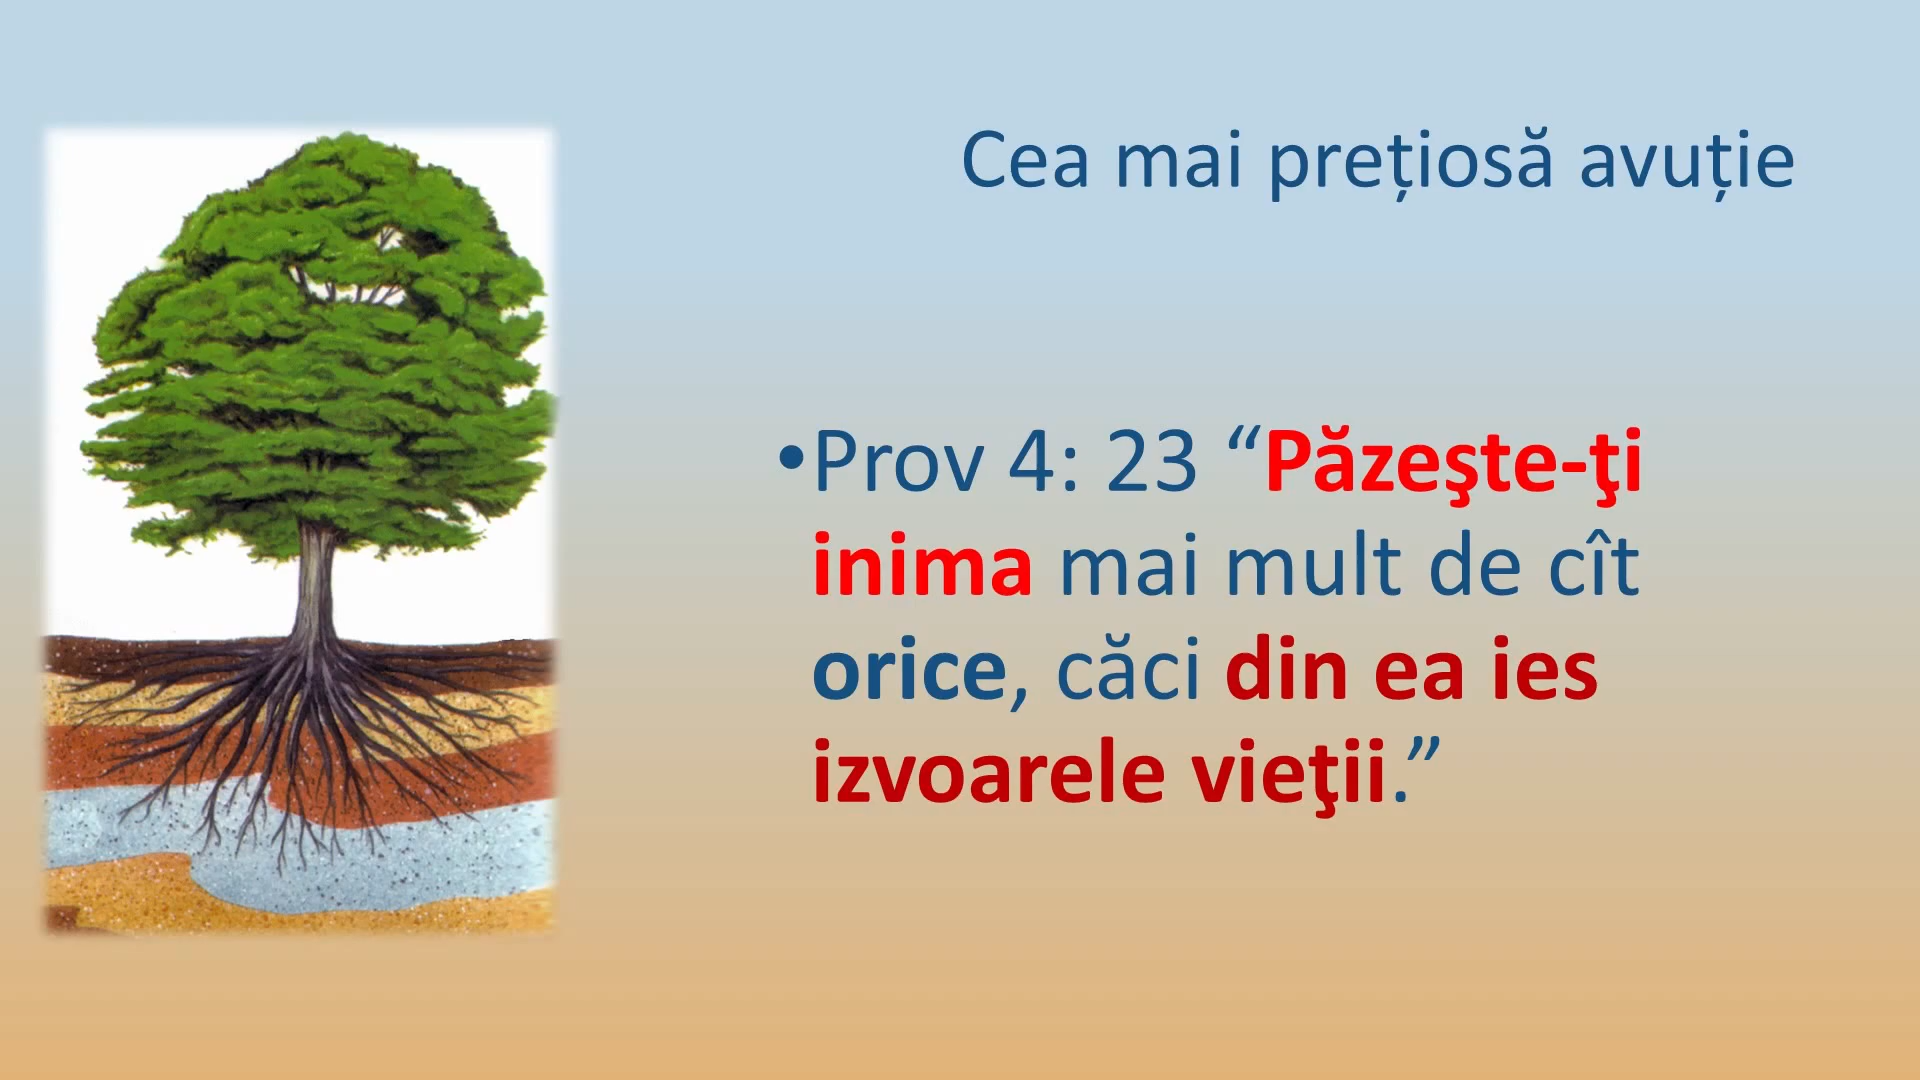 Cea mai prețiosă avuție
•Prov 4: 23 “Păzeşte-ţi
inima mai mult de cît
orice, căci din ea ies
izvoarele vieţii.”